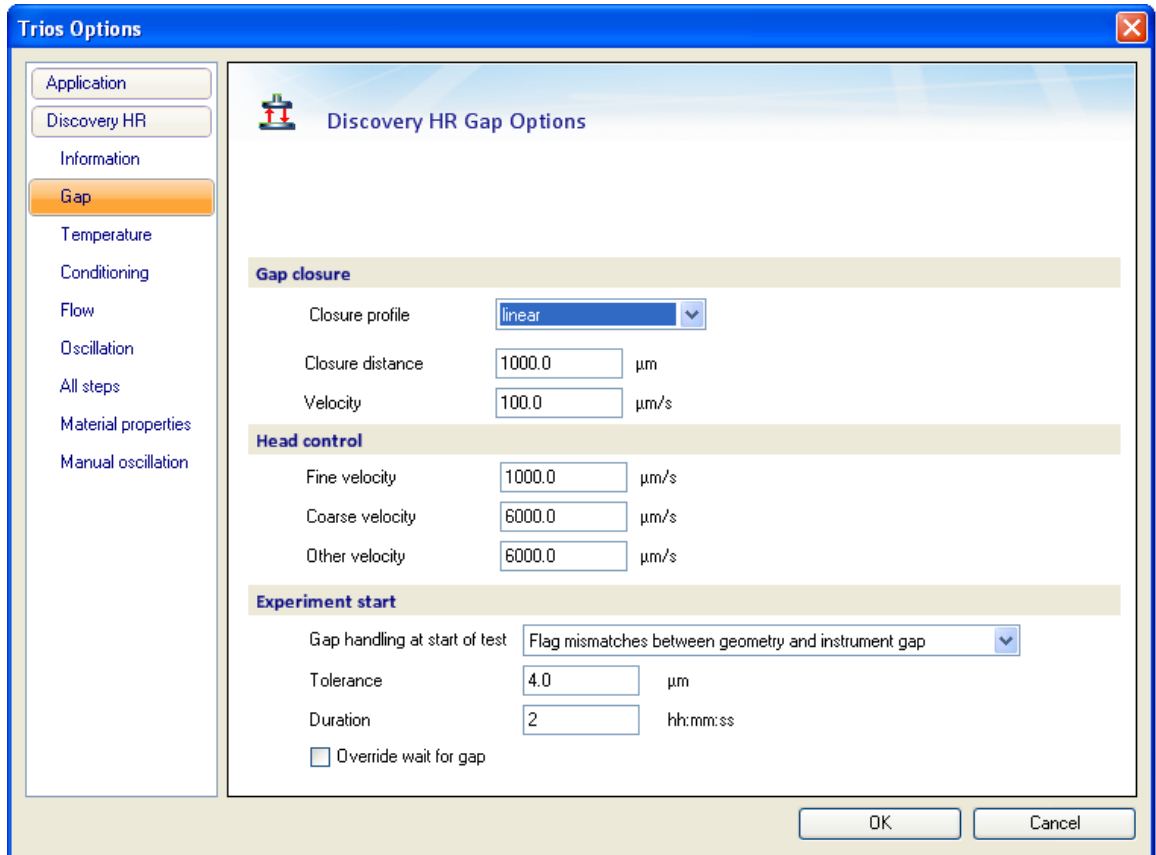 Trios Options
Application
Discovery HR
Information
Gap
Temperature
Conditioning
Flow
Oscillation
All steps
Material properties
Manual oscillation
Discovery HR Gap Options
Gap closure
Closure profile linear
Closure distance 1000.0 µm
Velocity 100.0 µm/s
Head control
Fine velocity 1000.0 µm/s
Coarse velocity 6000.0 µm/s
Other velocity 6000.0 µm/s
Experiment start
Gap handling at start of test Flag mismatches between geometry and instrument gap
Tolerance 4.0 µm
Duration 2 hh:mm:ss
Override wait for gap
OK Cancel